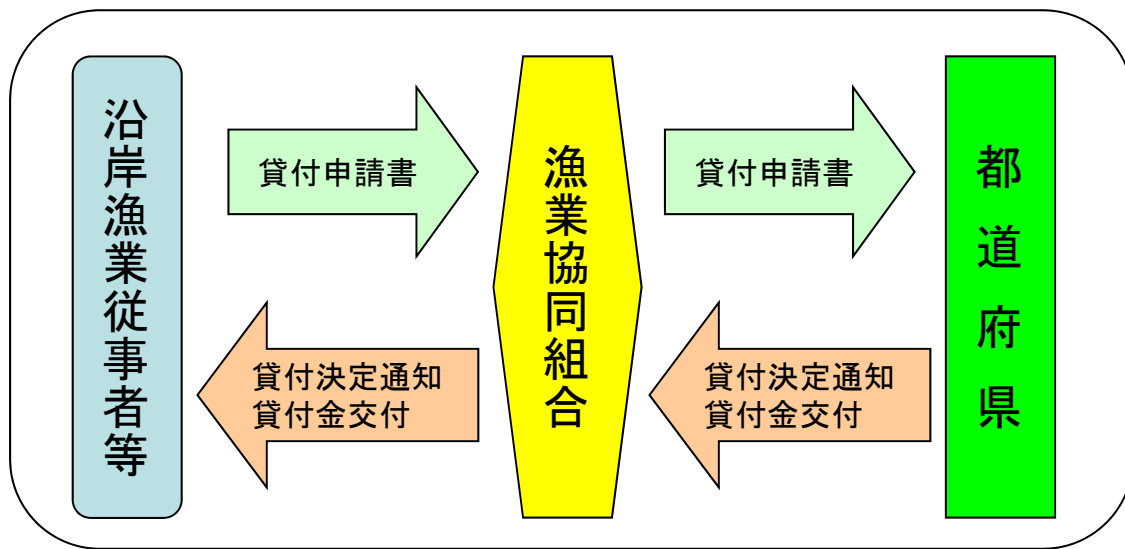 沿岸漁業従事者等
貸付申請書
漁業協同組合
貸付申請書
都道府県
貸付決定通知
貸付金交付
貸付決定通知
貸付金交付